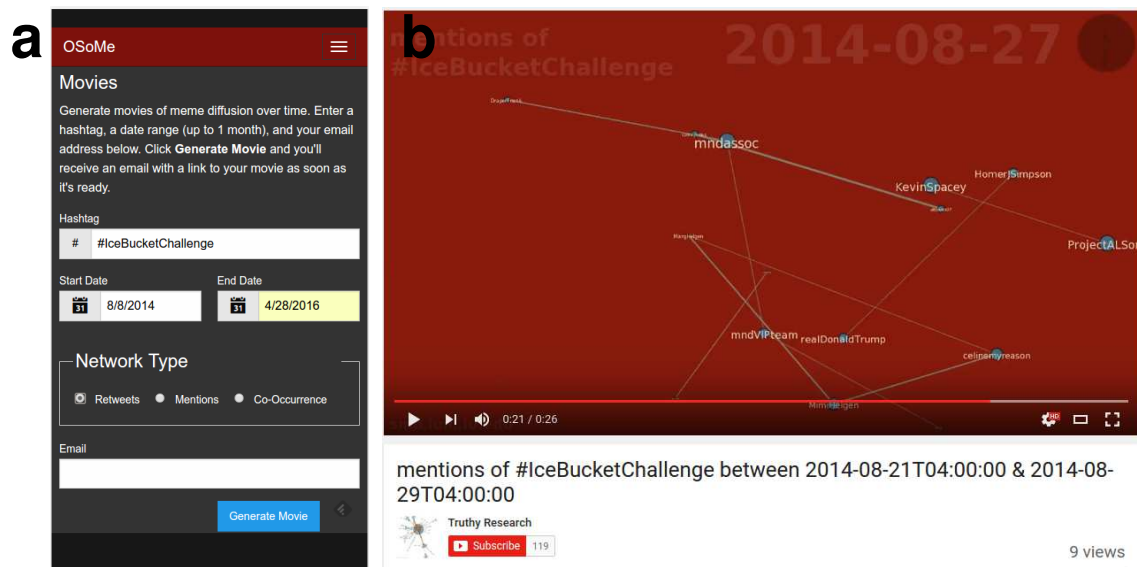 a
OSoMe
Movies
Generate movies of meme diffusion over time. Enter a
hashtag, a date range (up to 1 month), and your email
address below. Click Generate Movie and you'll
receive an email with a link to your movie as soon as
it's ready.
Hashtag
# #IceBucketChallenge
Start Date End Date
31 8/8/2014 31 4/28/2016
Network Type
Retweets Mentions Co-Occurrence
Email
Generate Movie
b
mentions of
#IceBucketChallenge
2014-08-27
mndassoc
HomerJSimpson
KevinSpacey
ProjectALSor
mndVIPteam
realDonaldTrump
celinemyreason
0:21 / 0:26
HD
mentions of #IceBucketChallenge between 2014-08-21T04:00:00 & 2014-08-
29T04:00:00
Truthy Research
Subscribe 119
9 views